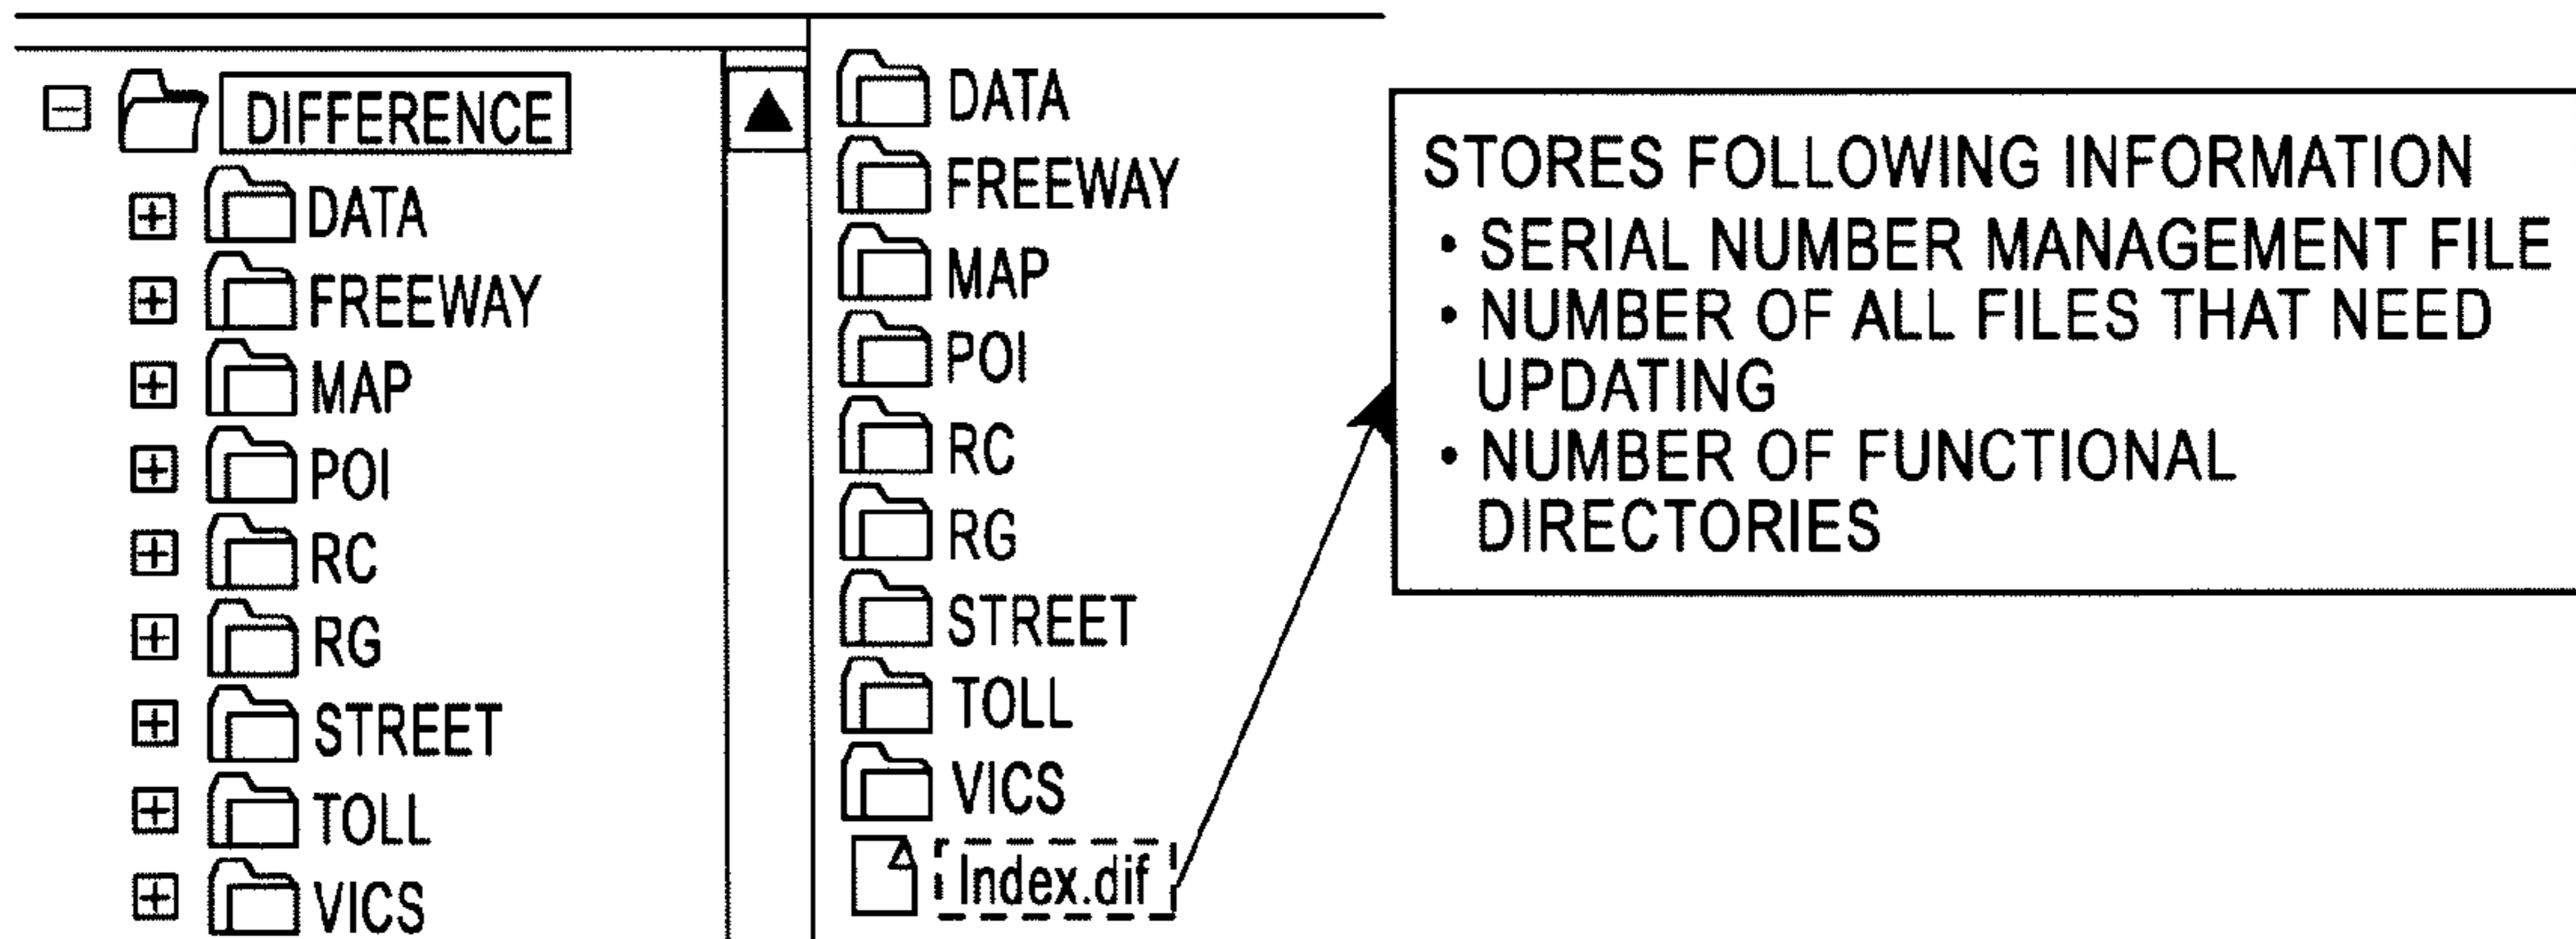 DIFFERENCE
DATA
FREEWAY
MAP
POI
RC
RG
STREET
TOLL
VICS
DATA
FREEWAY
MAP
POI
RC
RG
STREET
TOLL
VICS
Index.dif
STORES FOLLOWING INFORMATION
• SERIAL NUMBER MANAGEMENT FILE
• NUMBER OF ALL FILES THAT NEED
UPDATING
• NUMBER OF FUNCTIONAL
DIRECTORIES